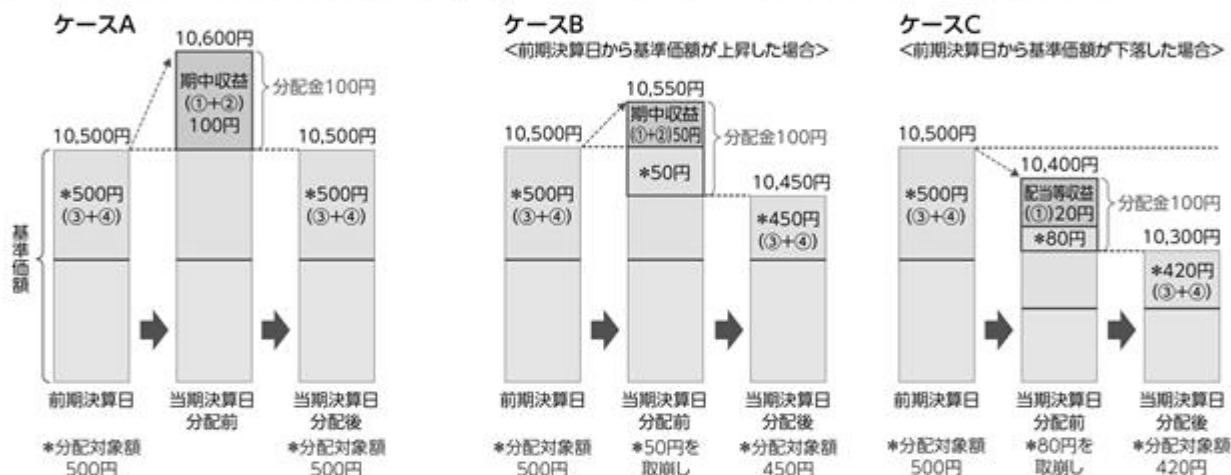 ケースA
10,600円
期中収益
(①+②)
100円
分配金100円
10,500円
10,500円
*500円
(③+④)
*500円
(③+④)
基準価額
前期決算日
当期決算日
分配前
当期決算日
分配後
*分配対象額
500円
*分配対象額
500円
ケースB
<前期決算日から基準価額が上昇した場合>
10,550円
期中収益
(①+②)50円
分配金100円
10,500円
*50円
10,450円
*500円
(③+④)
*450円
(③+④)
前期決算日
当期決算日
分配前
当期決算日
分配後
*分配対象額
500円
*50円を
取崩し
*分配対象額
450円
ケースC
<前期決算日から基準価額が下落した場合>
10,500円
10,400円
配当等収益
(①)20円
分配金100円
*80円
10,300円
*500円
(③+④)
*420円
(③+④)
前期決算日
当期決算日
分配前
当期決算日
分配後
*分配対象額
500円
*80円を
取崩し
*分配対象額
420円